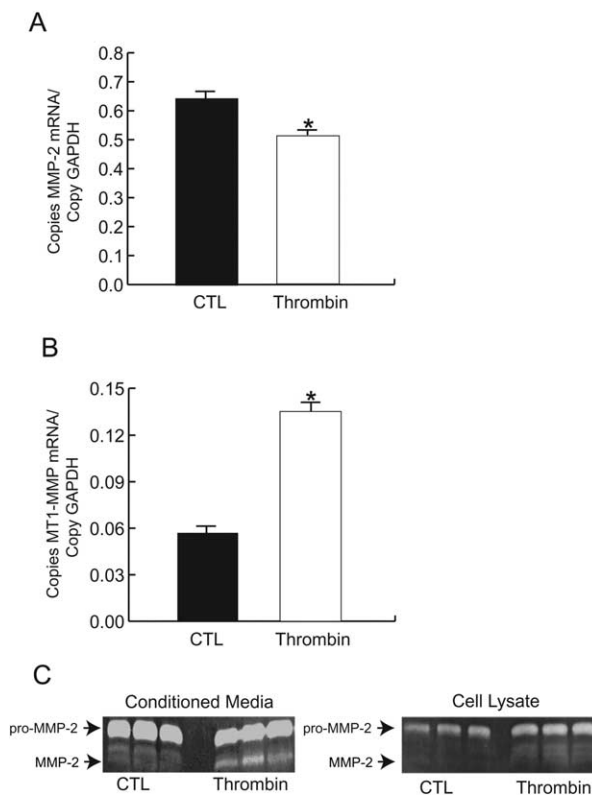 A
Copies MMP-2 mRNA/
Copy GAPDH
0.8
0.7
0.6
0.5
0.4
0.3
0.2
0.1
0.0
*
CTL Thrombin
B
Copies MT1-MMP mRNA/
Copy GAPDH
0.15
0.12
0.09
0.06
0.03
0.00
*
CTL Thrombin
C
Conditioned Media Cell Lysate
pro-MMP-2 pro-MMP-2
MMP-2 MMP-2
CTL Thrombin CTL Thrombin